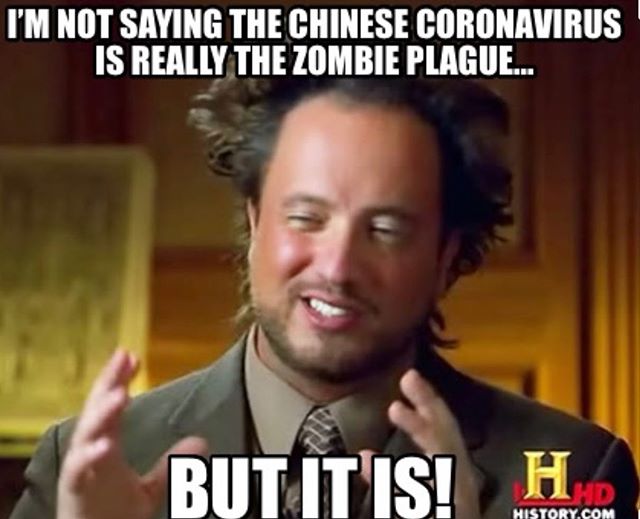 I'M NOT SAYING THE CHINESE CORONAVIRUS
IS REALLY THE ZOMBIE PLAGUE...
BUT IT IS!
H HD
HISTORY.COM